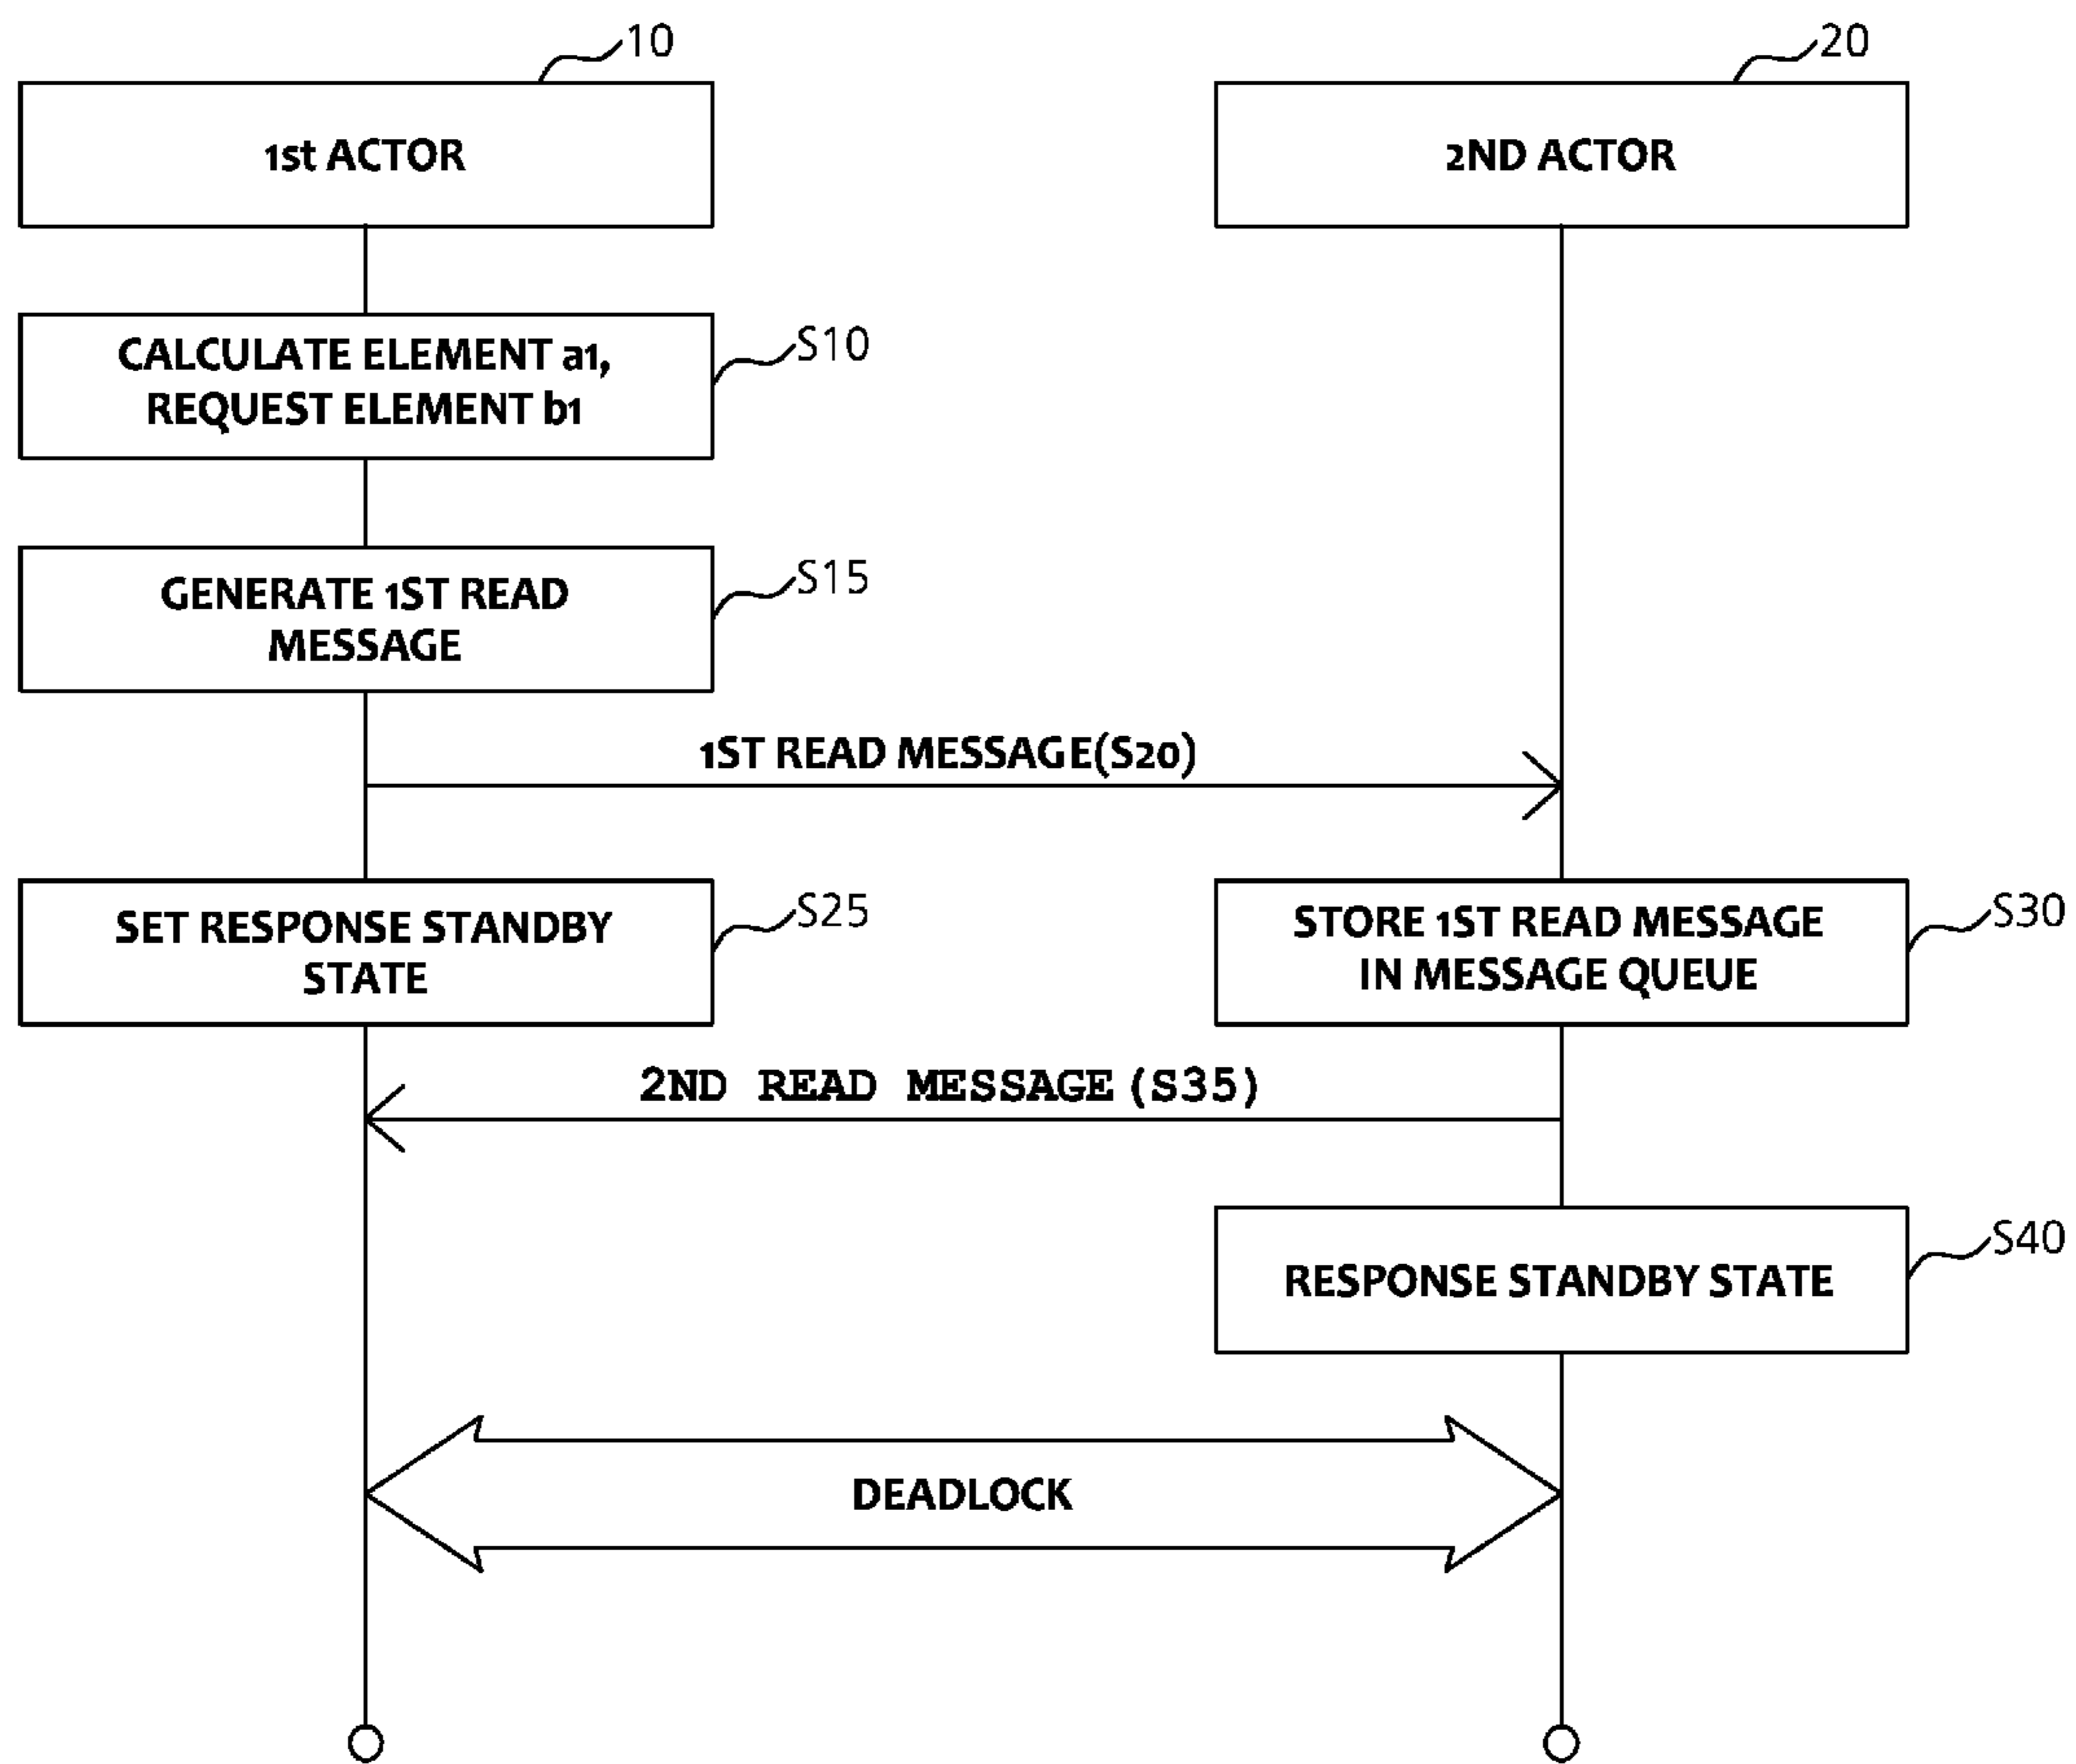 10
20
1st ACTOR
2ND ACTOR
CALCULATE ELEMENT a1,
REQUEST ELEMENT b1
S10
GENERATE 1ST READ
MESSAGE
S15
1ST READ MESSAGE(S20)
SET RESPONSE STANDBY
STATE
S25
STORE 1ST READ MESSAGE
IN MESSAGE QUEUE
S30
2ND READ MESSAGE (S35)
RESPONSE STANDBY STATE
S40
DEADLOCK